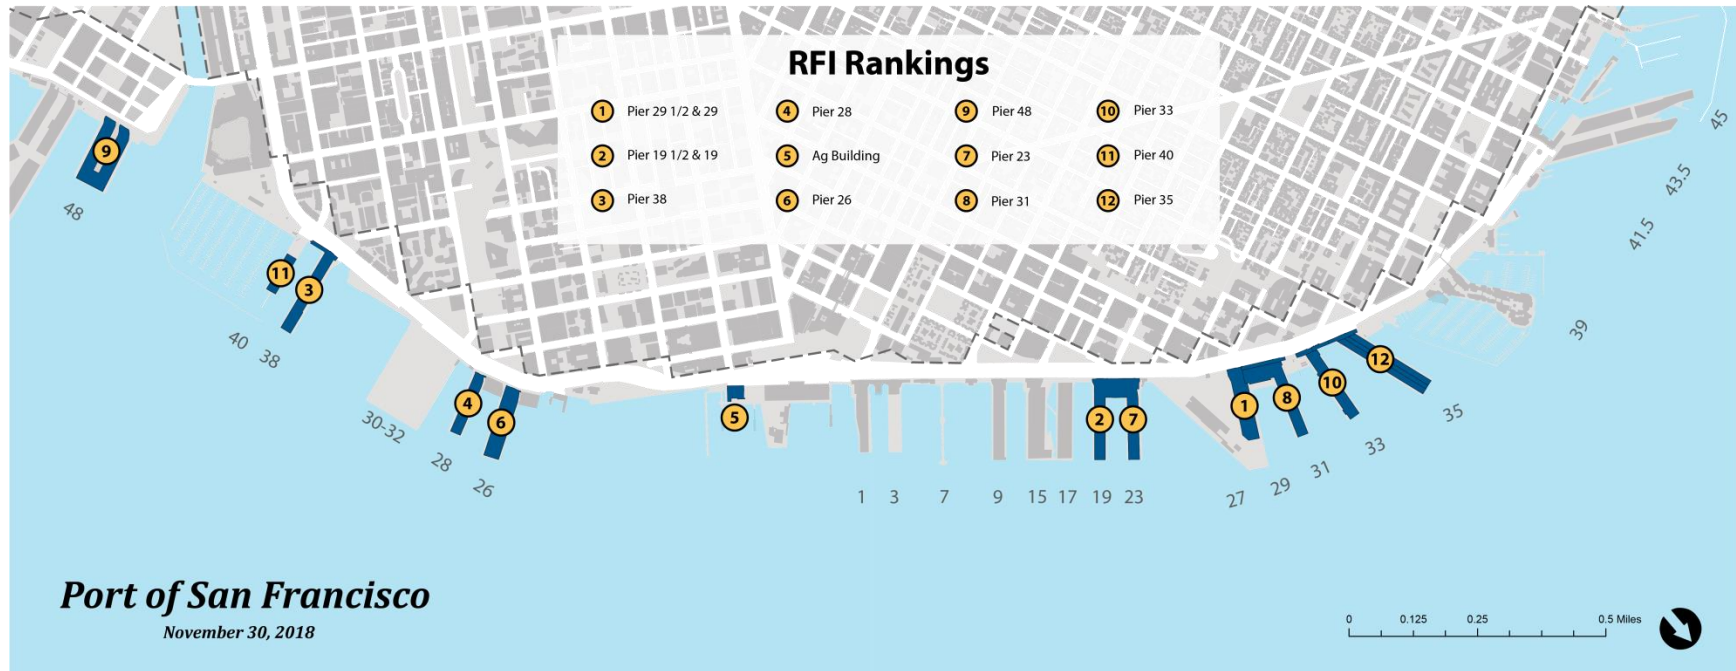 RFI Rankings
1 Pier 29 1/2 & 29
4 Pier 28
9 Pier 48
10 Pier 33
2 Pier 19 1/2 & 19
5 Ag Building
7 Pier 23
11 Pier 40
3 Pier 38
6 Pier 26
8 Pier 31
12 Pier 35
9
48
11
3
40
38
30-32
4
6
28
26
5
1
3
7
9
15
17
2
7
19
23
1
8
10
12
27
29
31
33
35
39
41.5
43.5
45
Port of San Francisco
November 30, 2018
0 0.125 0.25 0.5 Miles